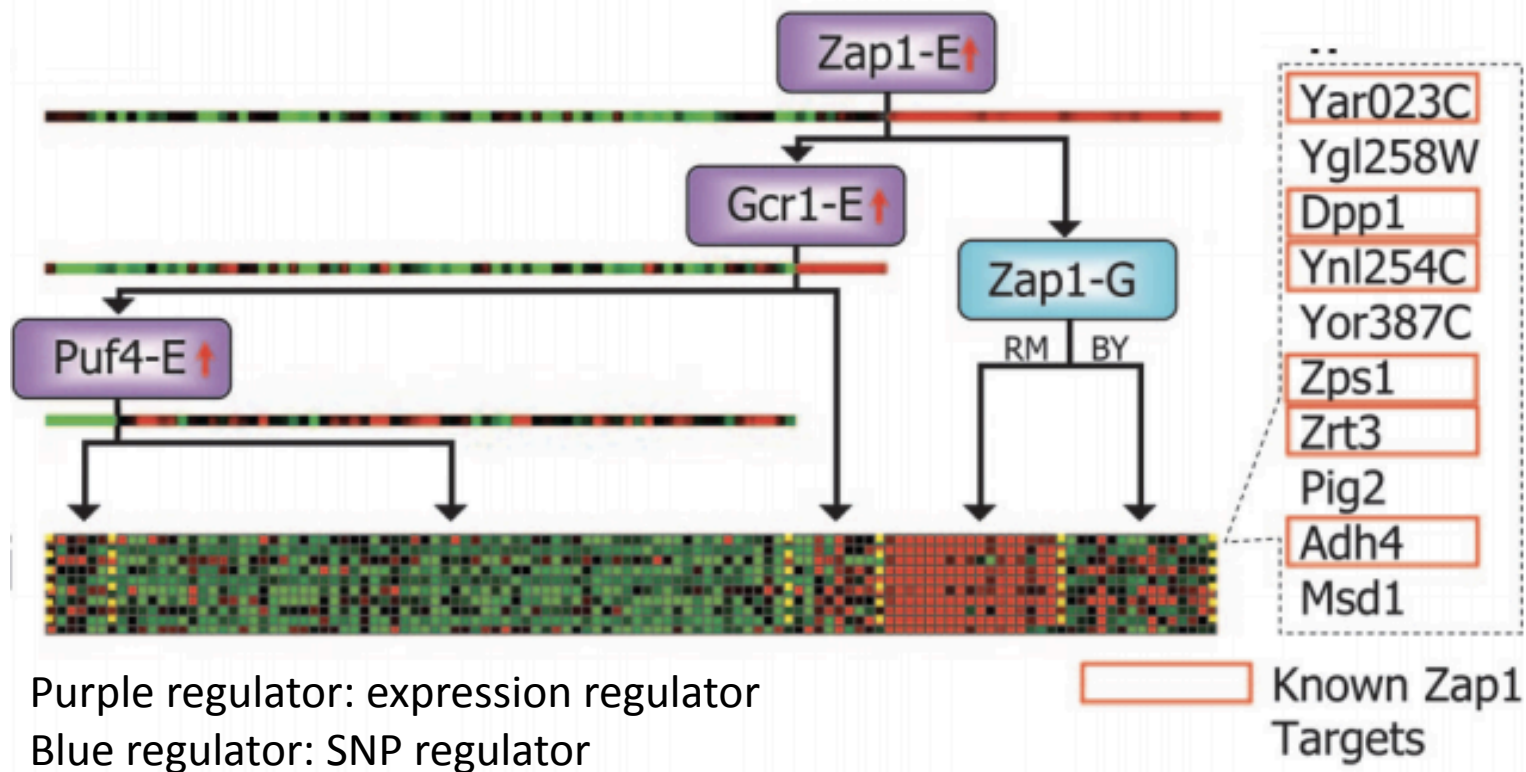 Zap1-E
Gcr1-E
Zap1-G
RM BY
Puf4-E
Yar023C
Ygl258W
Dpp1
Ynl254C
Yor387C
Zps1
Zrt3
Pig2
Adh4
Msd1
Purple regulator: expression regulator
Blue regulator: SNP regulator
Known Zap1
Targets